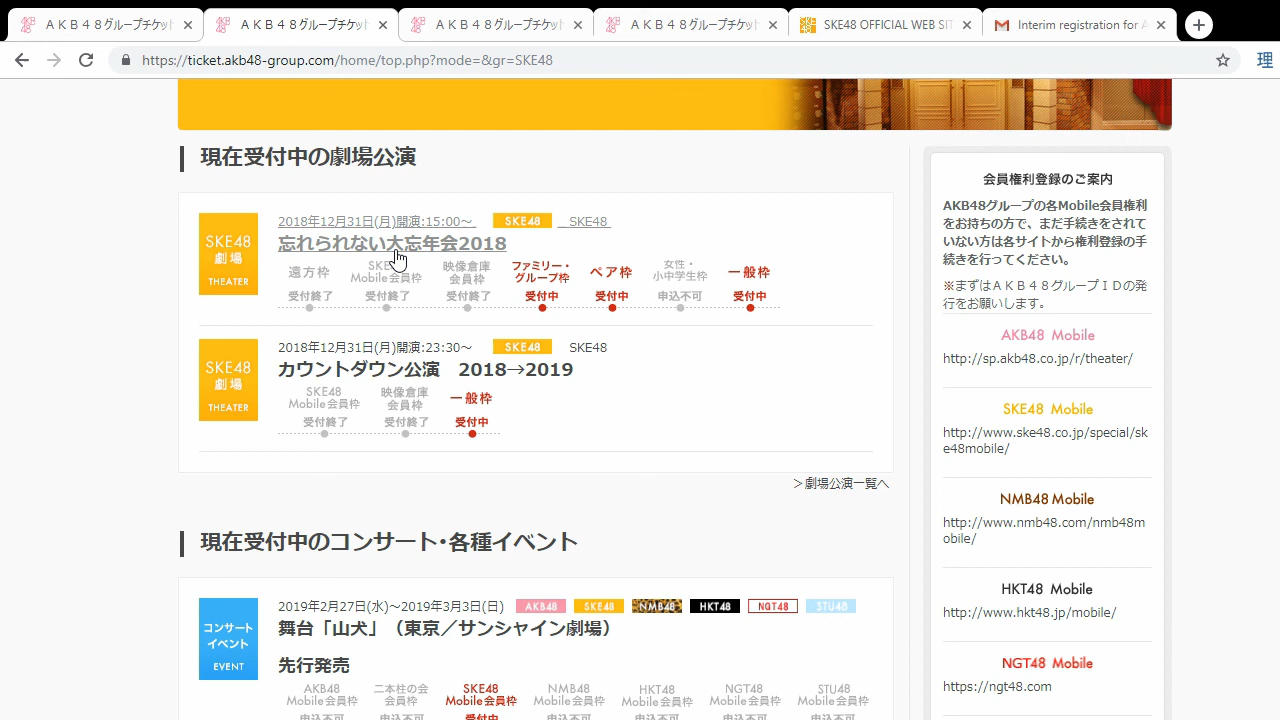 ＡＫＢ４８グループチケット
ＡＫＢ４８グループチケット
ＡＫＢ４８グループチケット
ＡＫＢ４８グループチケット
SKE48 OFFICIAL WEB SIT
Interim registration for A
https://ticket.akb48-group.com/home/top.php?mode=&gr=SKE48
理
現在受付中の劇場公演
SKE48
劇場
THEATER
2018年12月31日(月)開演:15:00～ SKE48 SKE48
忘れられない大忘年会2018
遠方枠
受付終了
SKE48
Mobile会員枠
受付終了
映像倉庫
会員枠
受付終了
ファミリー・
グループ枠
受付中
ペア枠
受付中
女性・
小中学生枠
申込不可
一般枠
受付中
SKE48
劇場
THEATER
2018年12月31日(月)開演:23:30～ SKE48 SKE48
カウントダウン公演　2018→2019
SKE48
Mobile会員枠
受付終了
映像倉庫
会員枠
受付終了
一般枠
受付中
＞劇場公演一覧へ
現在受付中のコンサート･各種イベント
コンサート
イベント
EVENT
2019年2月27日(水)～2019年3月3日(日) AKB48 SKE48 NMB48 HKT48 NGT48 STU48
舞台「山犬」（東京／サンシャイン劇場）
先行発売
AKB48
Mobile会員枠
申込不可
二本柱の会
会員枠
申込不可
SKE48
Mobile会員枠
受付中
NMB48
Mobile会員枠
申込不可
HKT48
Mobile会員枠
申込不可
NGT48
Mobile会員枠
申込不可
STU48
Mobile会員枠
申込不可
会員権利登録のご案内
AKB48グループの各Mobile会員権利
をお持ちの方で、まだ手続きをされて
いない方は各サイトから権利登録の手
続きを行ってください。
※まずはＡＫＢ４８グループＩＤの発
行をお願いします。
AKB48 Mobile
http://sp.akb48.co.jp/r/theater/
SKE48 Mobile
http://www.ske48.co.jp/special/sk
e48mobile/
NMB48 Mobile
http://www.nmb48.com/nmb48m
obile/
HKT48 Mobile
http://www.hkt48.jp/mobile/
NGT48 Mobile
https://ngt48.com